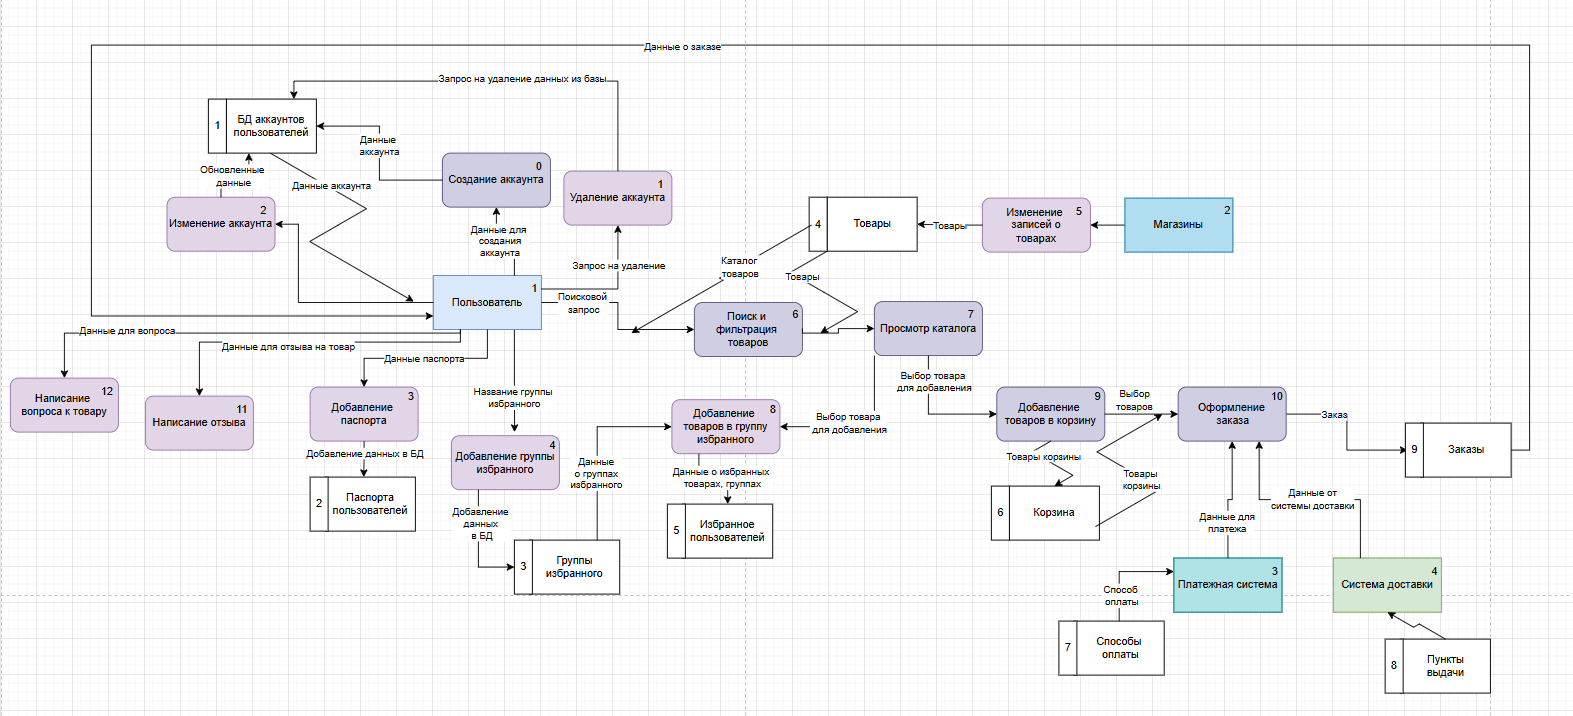 Данные о заказе
Запрос на удаление данных из базы
1
БД аккаунтов
пользователей
Данные
аккаунта
0
Создание аккаунта
1
Удаление аккаунта
Обновленные
данные
Данные аккаунта
2
Изменение аккаунта
Данные для
создания
аккаунта
Запрос на удаление
4
Товары
Товары
5
Изменение
записей о
товарах
2
Магазины
Каталог
товаров
Товары
1
Пользователь
Поисковой
запрос
6
Поиск и
фильтрация
товаров
7
Просмотр каталога
Данные для вопроса
Данные для отзыва на товар
Данные паспорта
12
Написание
вопроса к товару
11
Написание отзыва
3
Добавление
паспорта
Название группы
избранного
Добавление данных в БД
2
Паспорта
пользователей
4
Добавление группы
избранного
Добавление
данных
в БД
3
Группы
избранного
Данные
о группах
избранного
8
Добавление
товаров в группу
избранного
Выбор товара
для добавления
Выбор товара
для добавления
Данные о избранных
товарах, группах
5
Избранное
пользователей
9
Добавление
товаров в корзину
Выбор
товаров
10
Оформление
заказа
Заказ
9
Заказы
Товары корзины
Товары
корзины
6
Корзина
Данные для
платежа
Данные от
системы доставки
3
Платежная система
4
Система доставки
Способ
оплаты
7
Способы
оплаты
8
Пункты
выдачи